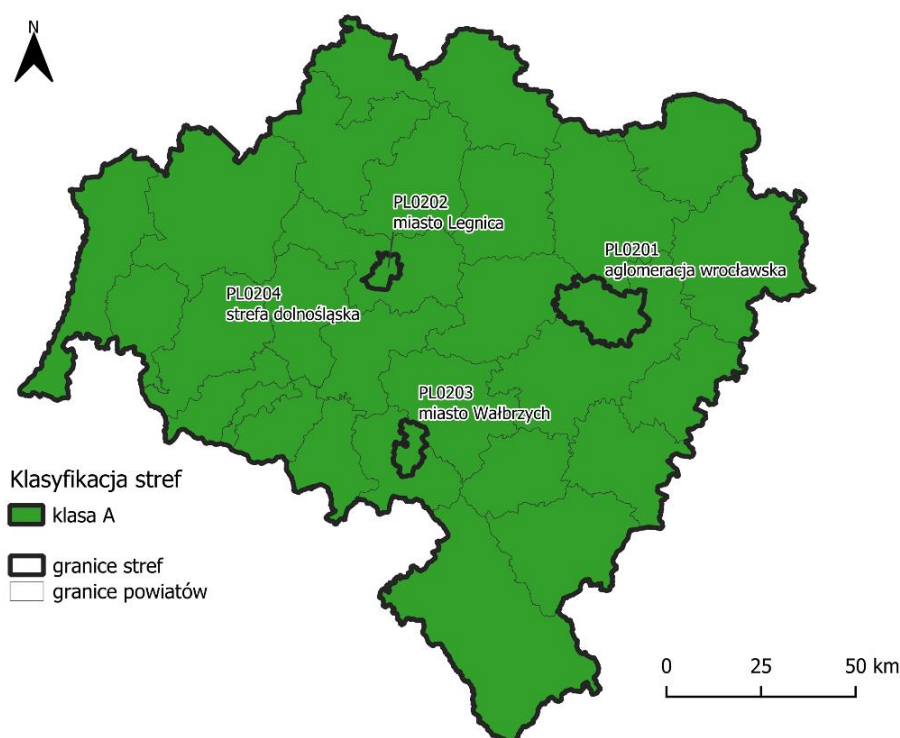 N
PL0202
miasto Legnica
PL0201
aglomeracja wrocławska
PL0204
strefa dolnośląska
PL0203
miasto Wałbrzych
Klasyfikacja stref
klasa A
granice stref
granice powiatów
0 25 50 km